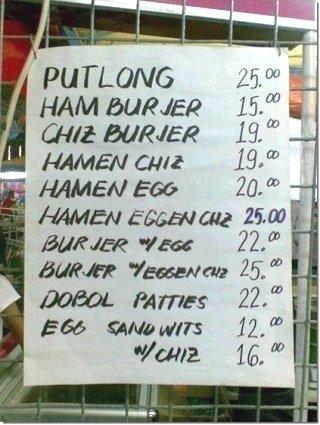 PUTLONG 25.00
HAM BURJER 15.00
CHIZ BURJER 19.00
HAMEN CHIZ 19.00
HAMEN EGG 20.00
HAMEN EGGEN CHZ 25.00
BURJER W/ EGG 22.00
BURJER W/ EGGEN CHZ 25.00
DOBOL PATTIES 22.00
EGG SANDWITS 12.00
W/ CHIZ 16.00